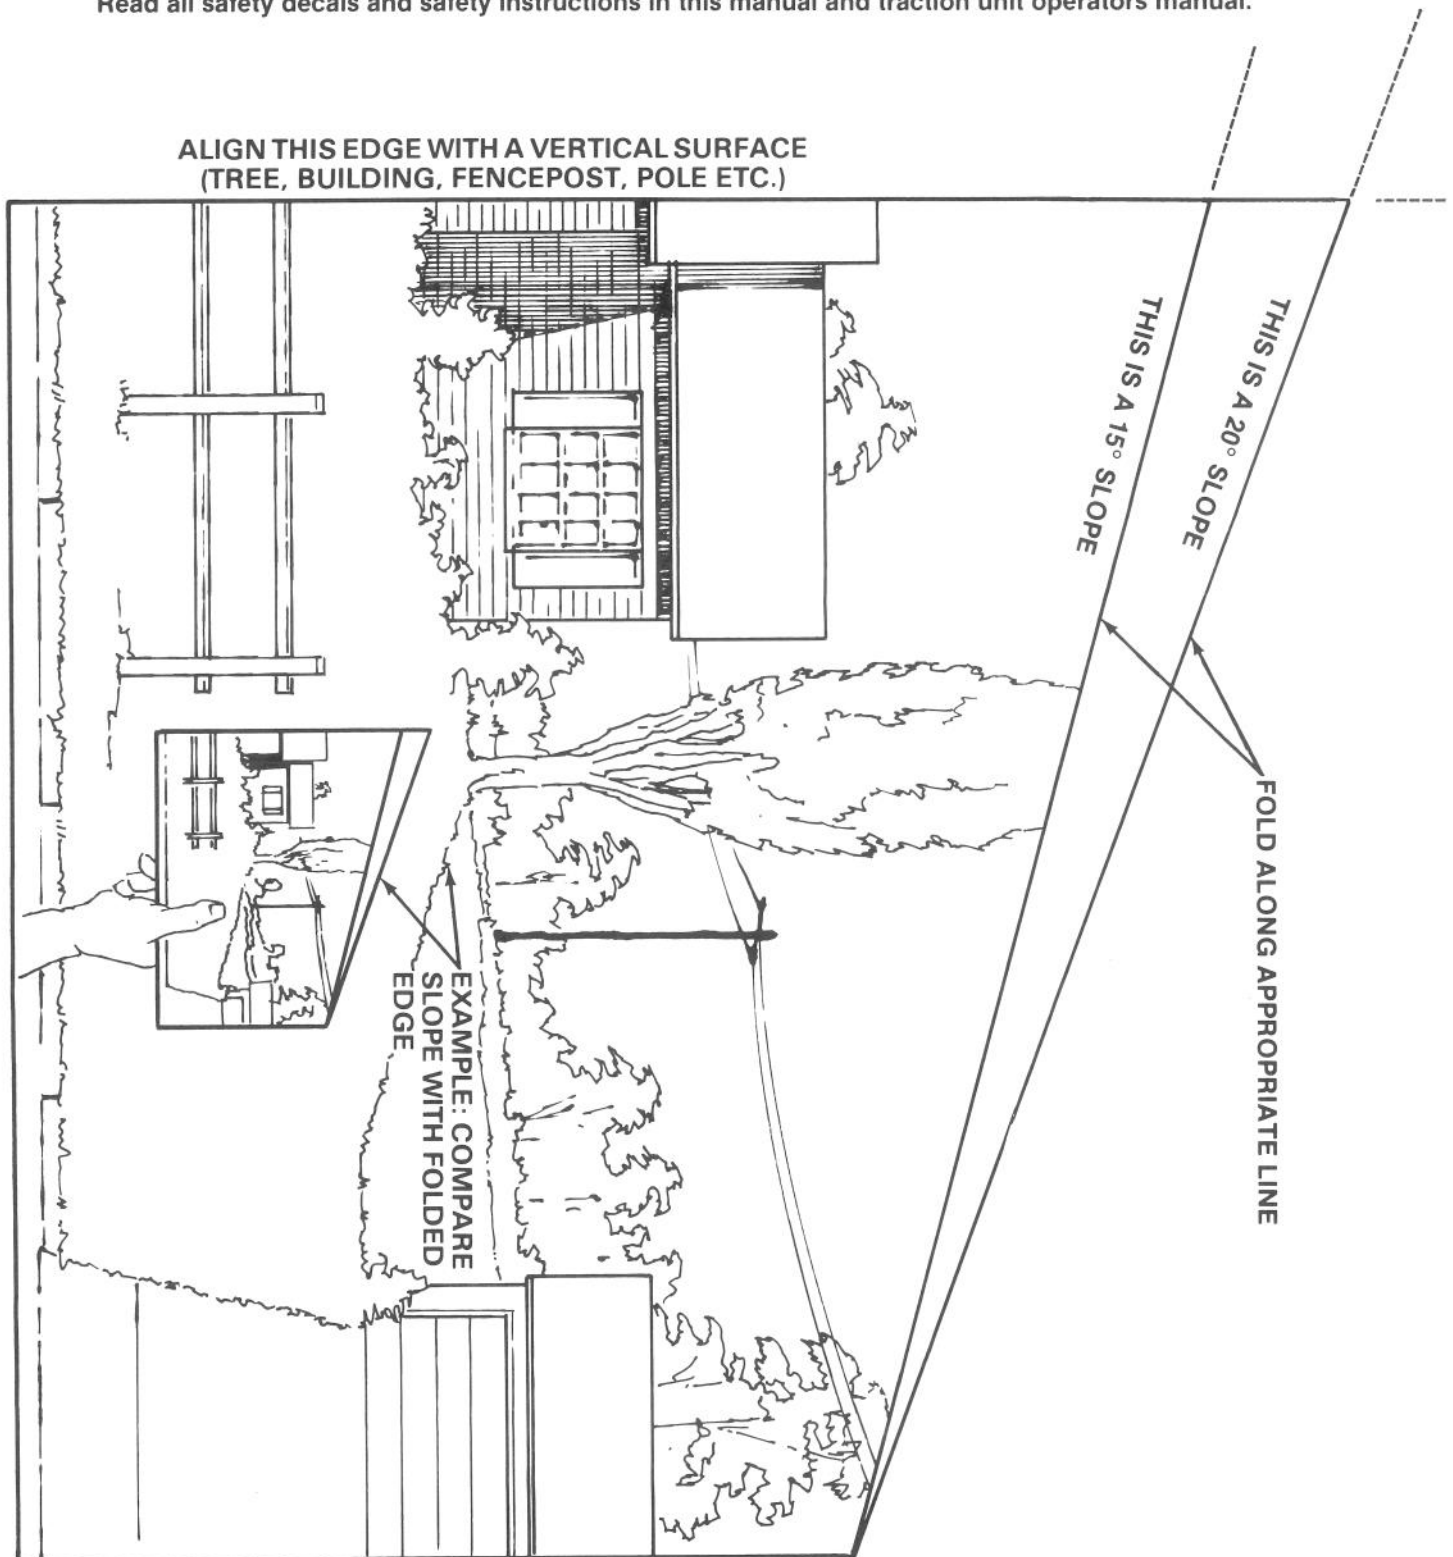 Read all safety decals and safety instructions in this manual and traction unit operators manual.
ALIGN THIS EDGE WITH A VERTICAL SURFACE
(TREE, BUILDING, FENCEPOST, POLE ETC.)
THIS IS A 20° SLOPE
THIS IS A 15° SLOPE
FOLD ALONG APPROPRIATE LINE
EXAMPLE: COMPARE
SLOPE WITH FOLDED
EDGE